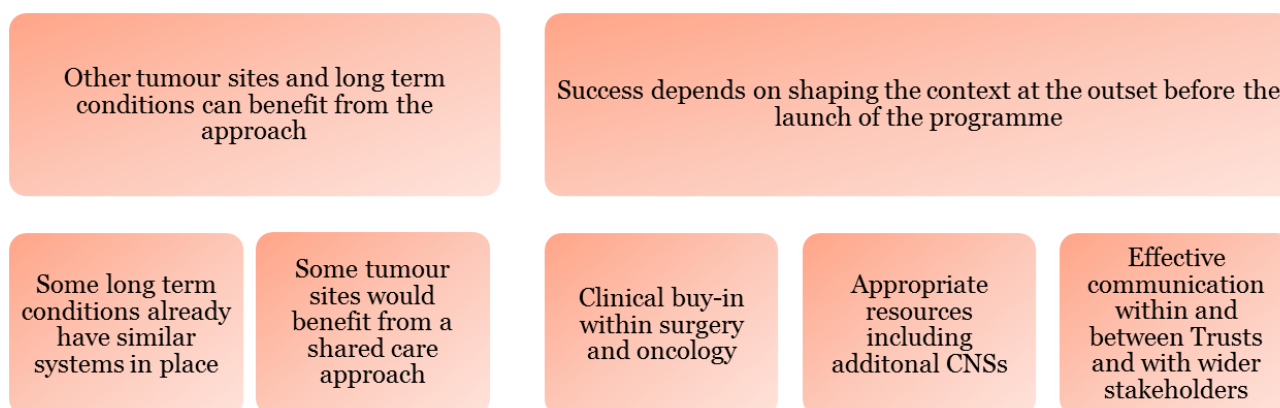 Other tumour sites and long term
conditions can benefit from the
approach
Success depends on shaping the context at the outset before the
launch of the programme
Some long term
conditions already
have similar
systems in place
Some tumour
sites would
benefit from a
shared care
approach
Clinical buy-in
within surgery
and oncology
Appropriate
resources
including
additonal CNSs
Effective
communication
within and
between Trusts
and with wider
stakeholders